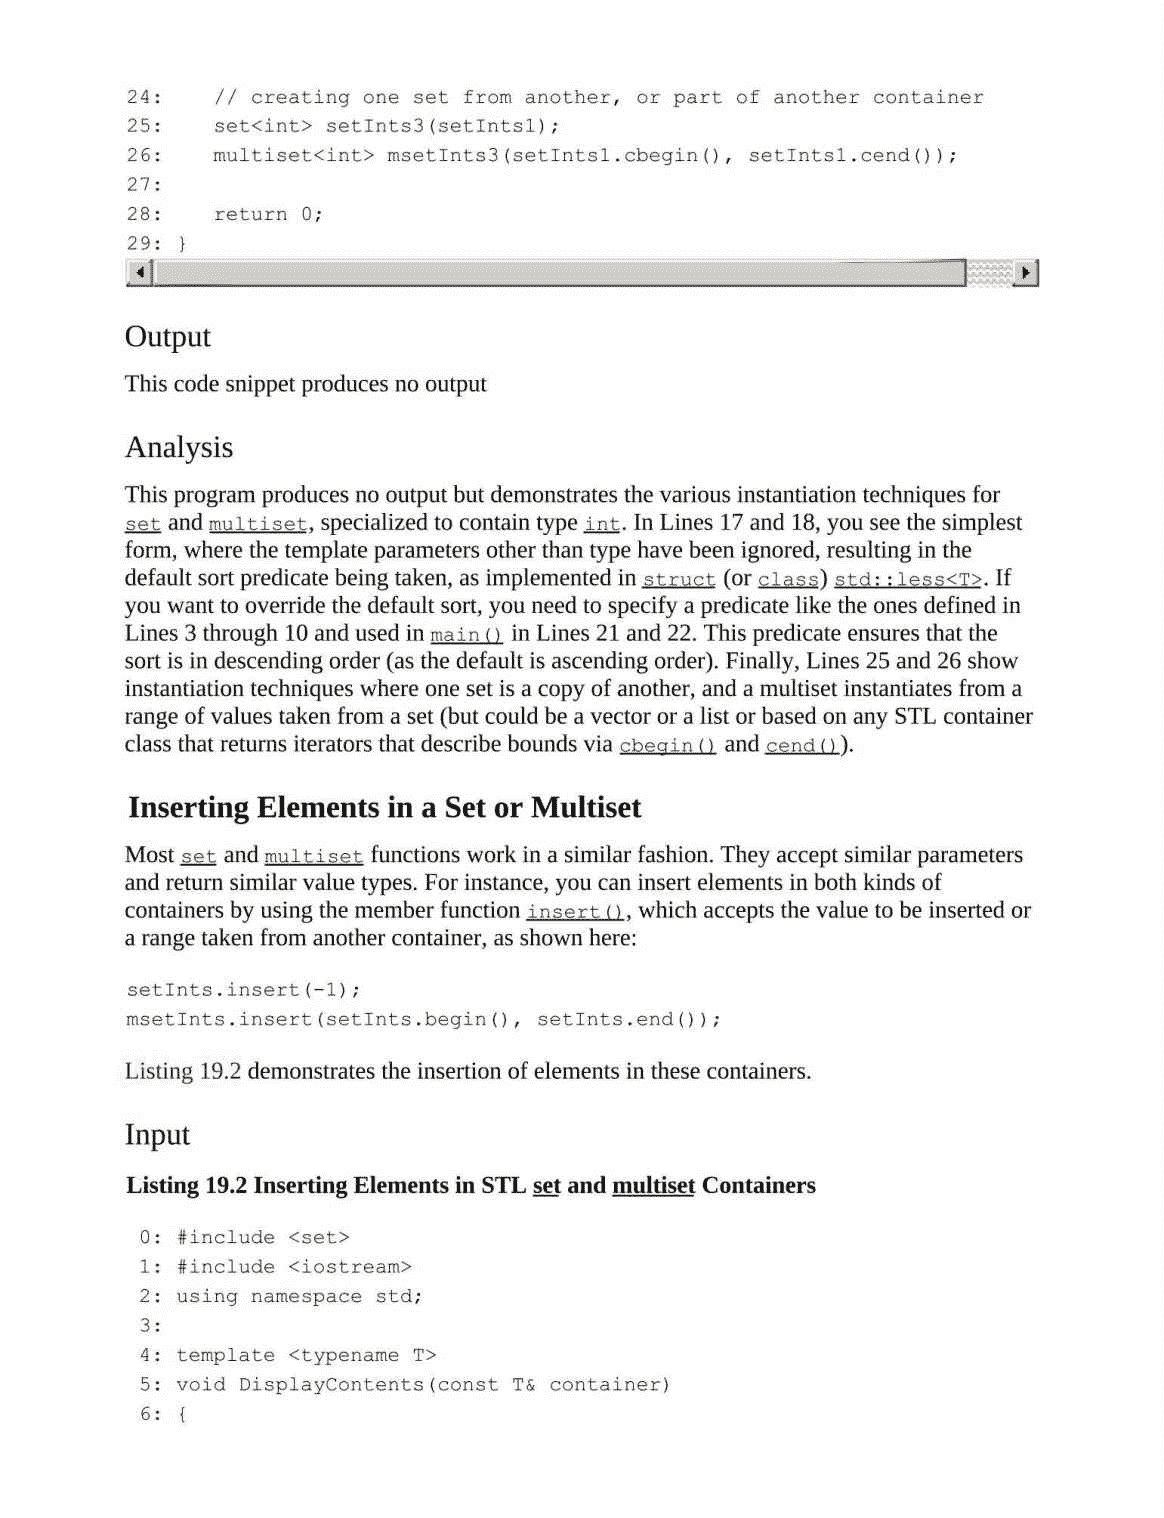 24:    // creating one set from another, or part of another container
25:    set<int> setInts3(setInts1);
26:    multiset<int> msetInts3(setInts1.cbegin(), setInts1.cend());
27:
28:    return 0;
29: }
Output
This code snippet produces no output
Analysis
This program produces no output but demonstrates the various instantiation techniques for
set and multiset, specialized to contain type int. In Lines 17 and 18, you see the simplest
form, where the template parameters other than type have been ignored, resulting in the
default sort predicate being taken, as implemented in struct (or class) std::less<T>. If
you want to override the default sort, you need to specify a predicate like the ones defined in
Lines 3 through 10 and used in main() in Lines 21 and 22. This predicate ensures that the
sort is in descending order (as the default is ascending order). Finally, Lines 25 and 26 show
instantiation techniques where one set is a copy of another, and a multiset instantiates from a
range of values taken from a set (but could be a vector or a list or based on any STL container
class that returns iterators that describe bounds via cbegin() and cend()).
Inserting Elements in a Set or Multiset
Most set and multiset functions work in a similar fashion. They accept similar parameters
and return similar value types. For instance, you can insert elements in both kinds of
containers by using the member function insert(), which accepts the value to be inserted or
a range taken from another container, as shown here:
setInts.insert(-1);
msetInts.insert(setInts.begin(), setInts.end());
Listing 19.2 demonstrates the insertion of elements in these containers.
Input
Listing 19.2 Inserting Elements in STL set and multiset Containers
0: #include <set>
1: #include <iostream>
2: using namespace std;
3:
4: template <typename T>
5: void DisplayContents(const T& container)
6: {